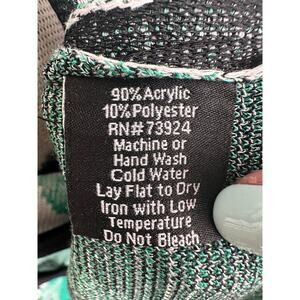 90% Acrylic
10% Polyester
RN#73924
Machine or
Hand Wash
Cold Water
Lay Flat to Dry
Iron with Low
Temperature
Do Not Bleach